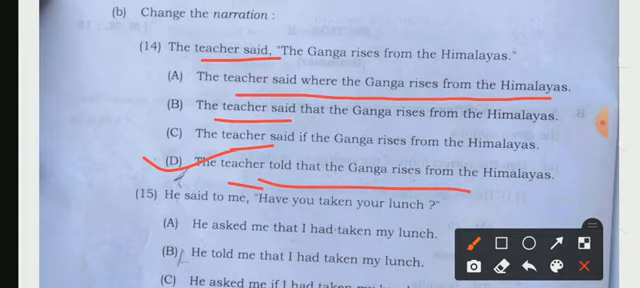 (b) Change the narration :
(14) The teacher said, "The Ganga rises from the Himalayas."
(A) The teacher said where the Ganga rises from the Himalayas.
(B) The teacher said that the Ganga rises from the Himalayas.
(C) The teacher said if the Ganga rises from the Himalayas.
(D) The teacher told that the Ganga rises from the Himalayas.
(15) He said to me, "Have you taken your lunch ?"
(A) He asked me that I had taken my lunch.
(B) He told me that I had taken my lunch.
(C) He asked me if I had taken my